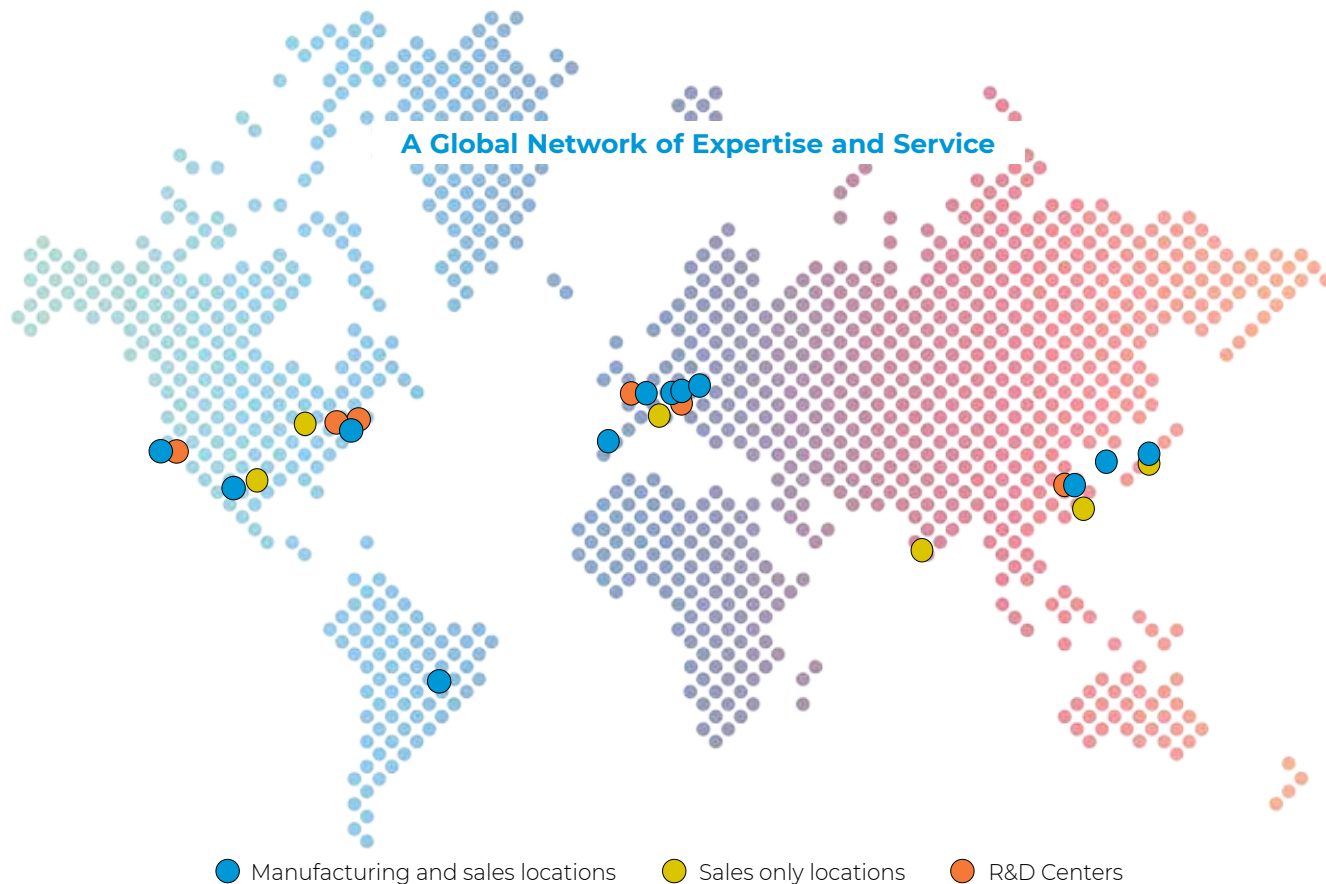 A Global Network of Expertise and Service
Manufacturing and sales locations
Sales only locations
R&D Centers